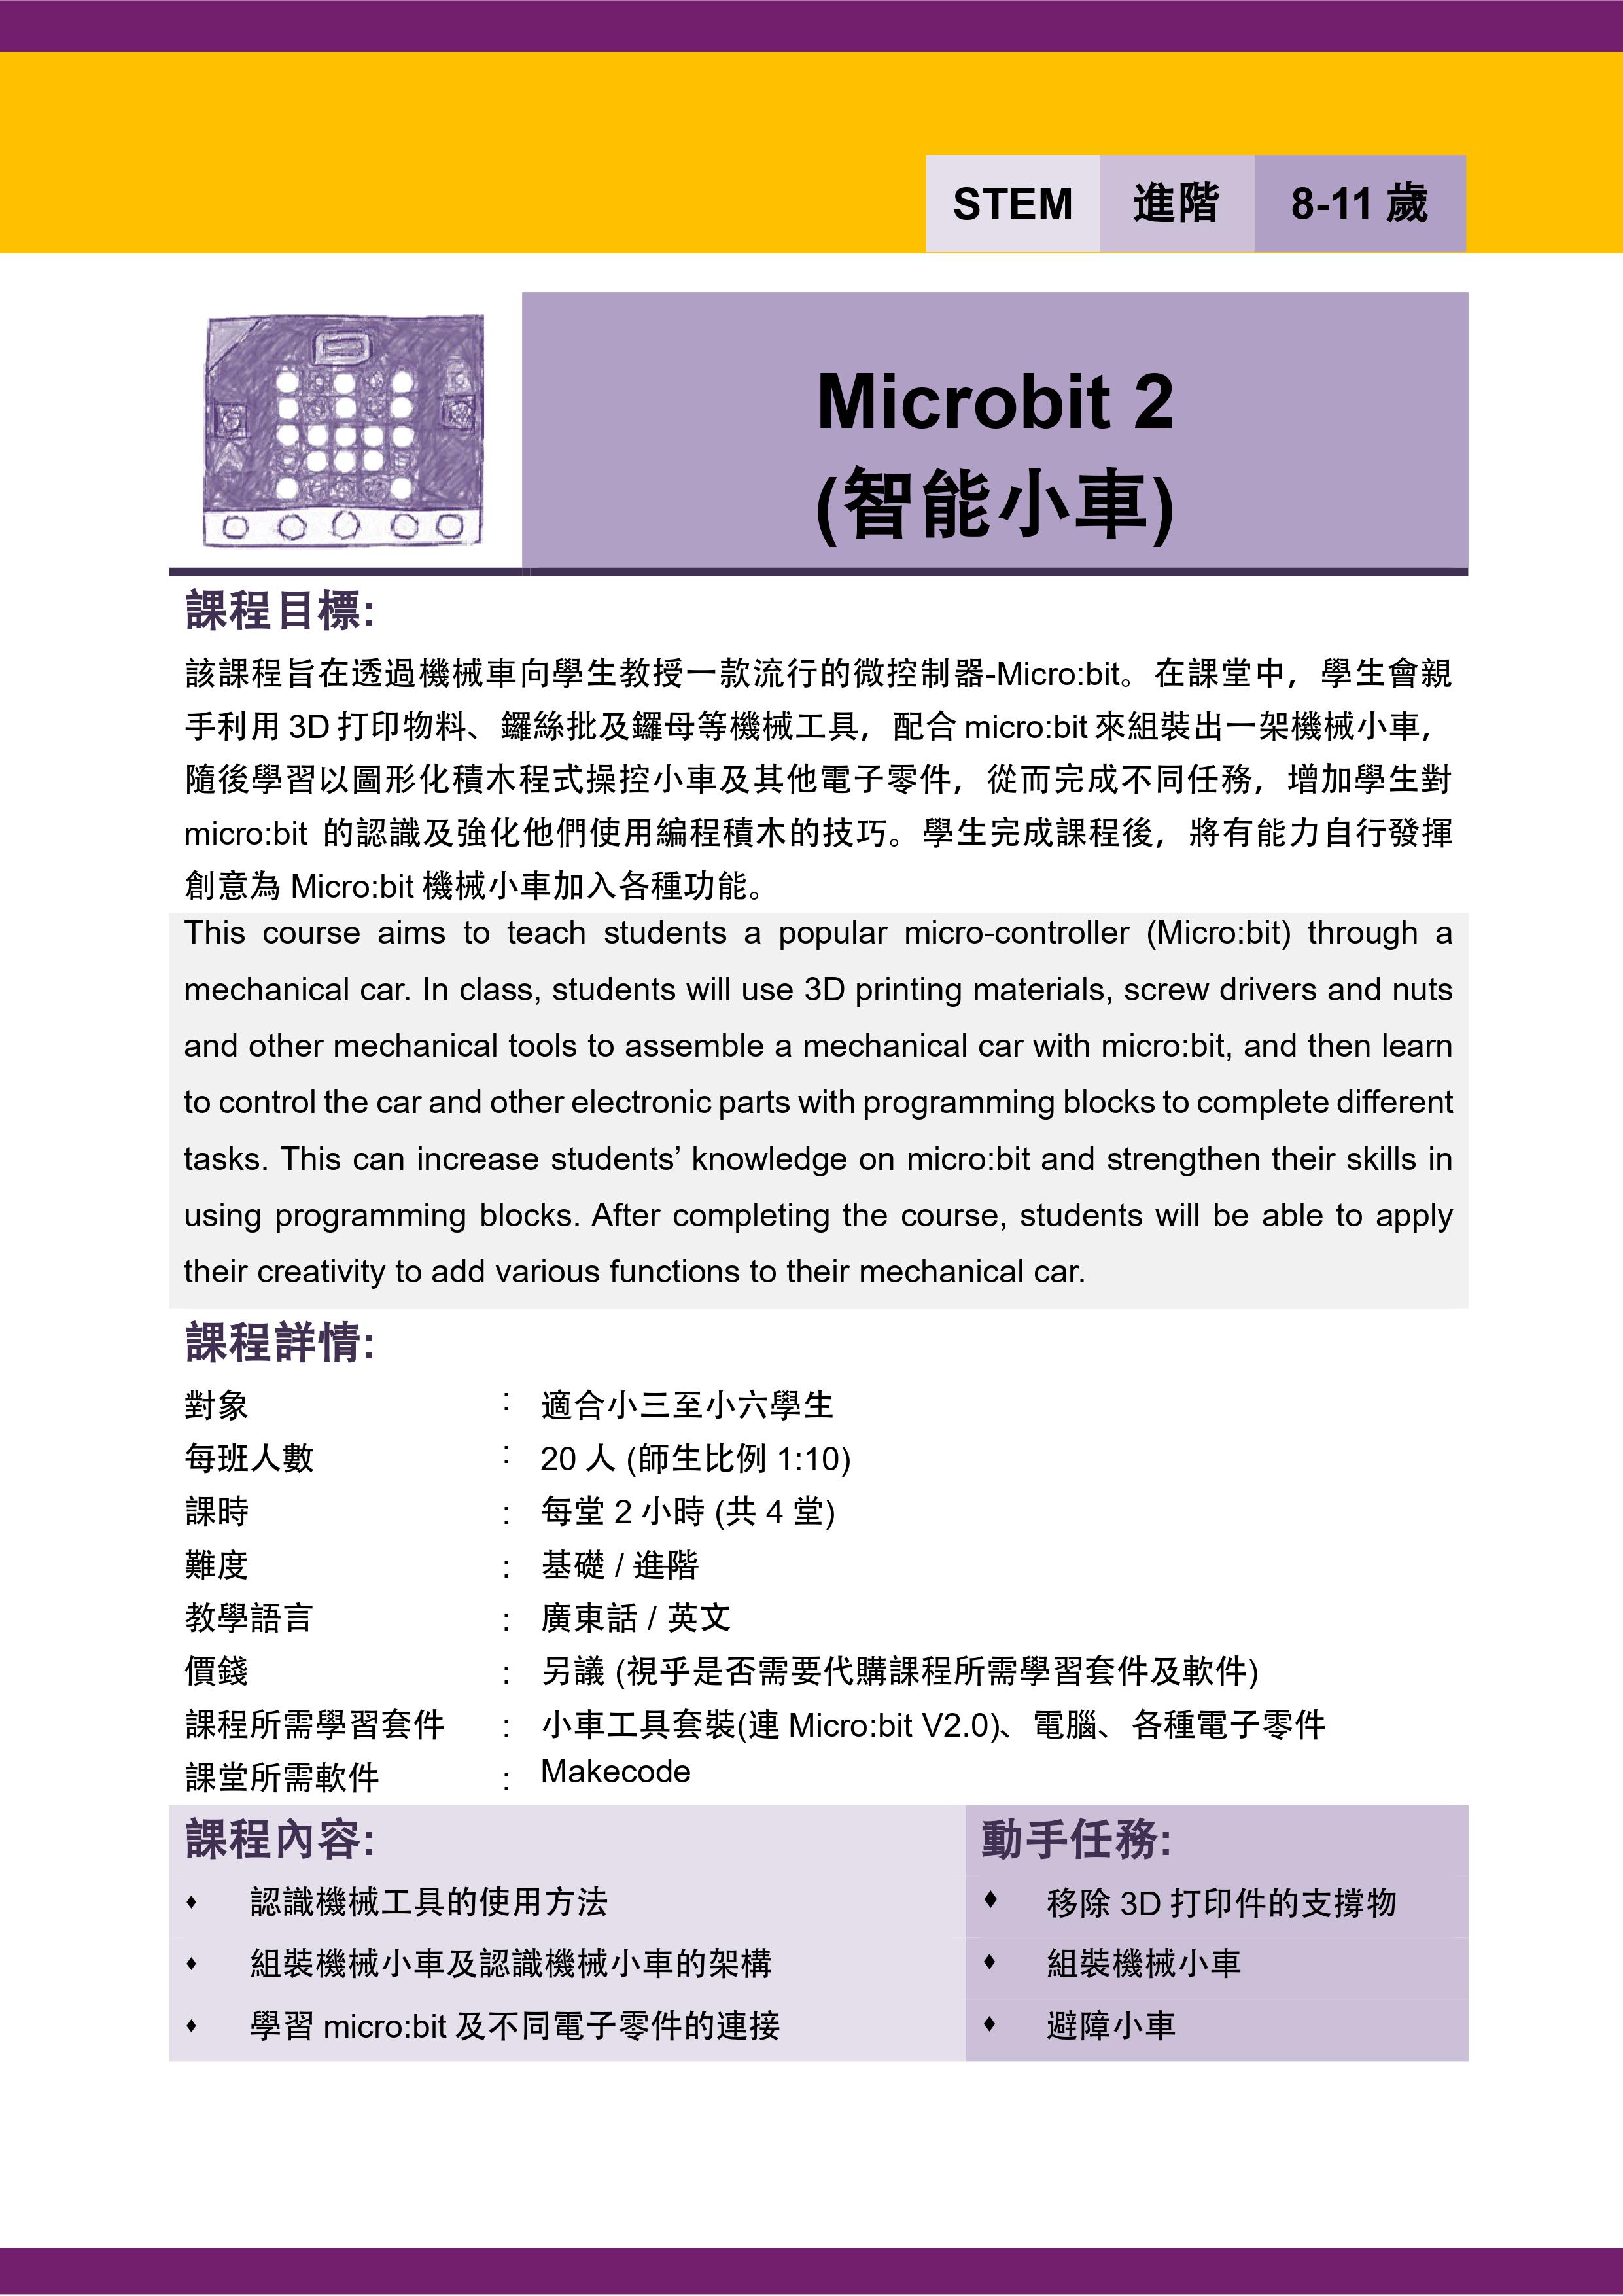 STEM 進階 8-11 歲
Microbit 2
(智能小車)
課程目標:
該課程旨在透過機械車向學生教授一款流行的微控制器-Micro:bit。在課堂中，學生會親
手利用 3D 打印物料、鑼絲批及鑼母等機械工具，配合 micro:bit 來組裝出一架機械小車，
隨後學習以圖形化積木程式操控小車及其他電子零件，從而完成不同任務，增加學生對
micro:bit 的認識及強化他們使用編程積木的技巧。學生完成課程後，將有能力自行發揮
創意為 Micro:bit 機械小車加入各種功能。
This course aims to teach students a popular micro-controller (Micro:bit) through a
mechanical car. In class, students will use 3D printing materials, screw drivers and nuts
and other mechanical tools to assemble a mechanical car with micro:bit, and then learn
to control the car and other electronic parts with programming blocks to complete different
tasks. This can increase students’ knowledge on micro:bit and strengthen their skills in
using programming blocks. After completing the course, students will be able to apply
their creativity to add various functions to their mechanical car.
課程詳情:
對象 : 適合小三至小六學生
每班人數 : 20 人 (師生比例 1:10)
課時 : 每堂 2 小時 (共 4 堂)
難度 : 基礎 / 進階
教學語言 : 廣東話 / 英文
價錢 : 另議 (視乎是否需要代購課程所需學習套件及軟件)
課程所需學習套件 : 小車工具套裝(連 Micro:bit V2.0)、電腦、各種電子零件
課堂所需軟件 : Makecode
課程內容:
♦ 認識機械工具的使用方法
♦ 組裝機械小車及認識機械小車的架構
♦ 學習 micro:bit 及不同電子零件的連接
動手任務:
♦ 移除 3D 打印件的支撐物
♦ 組裝機械小車
♦ 避障小車